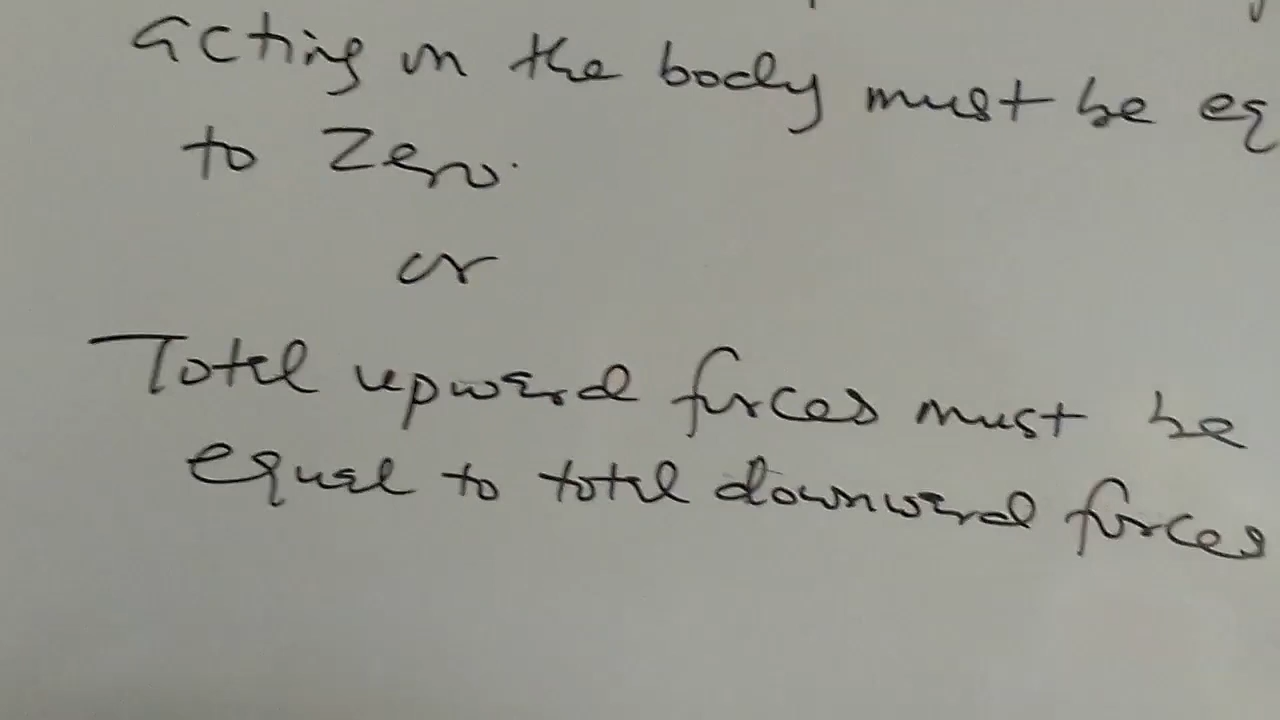 acting on the body must be eq
to Zero.
or
Total upward forces must be
equal to total downward forces